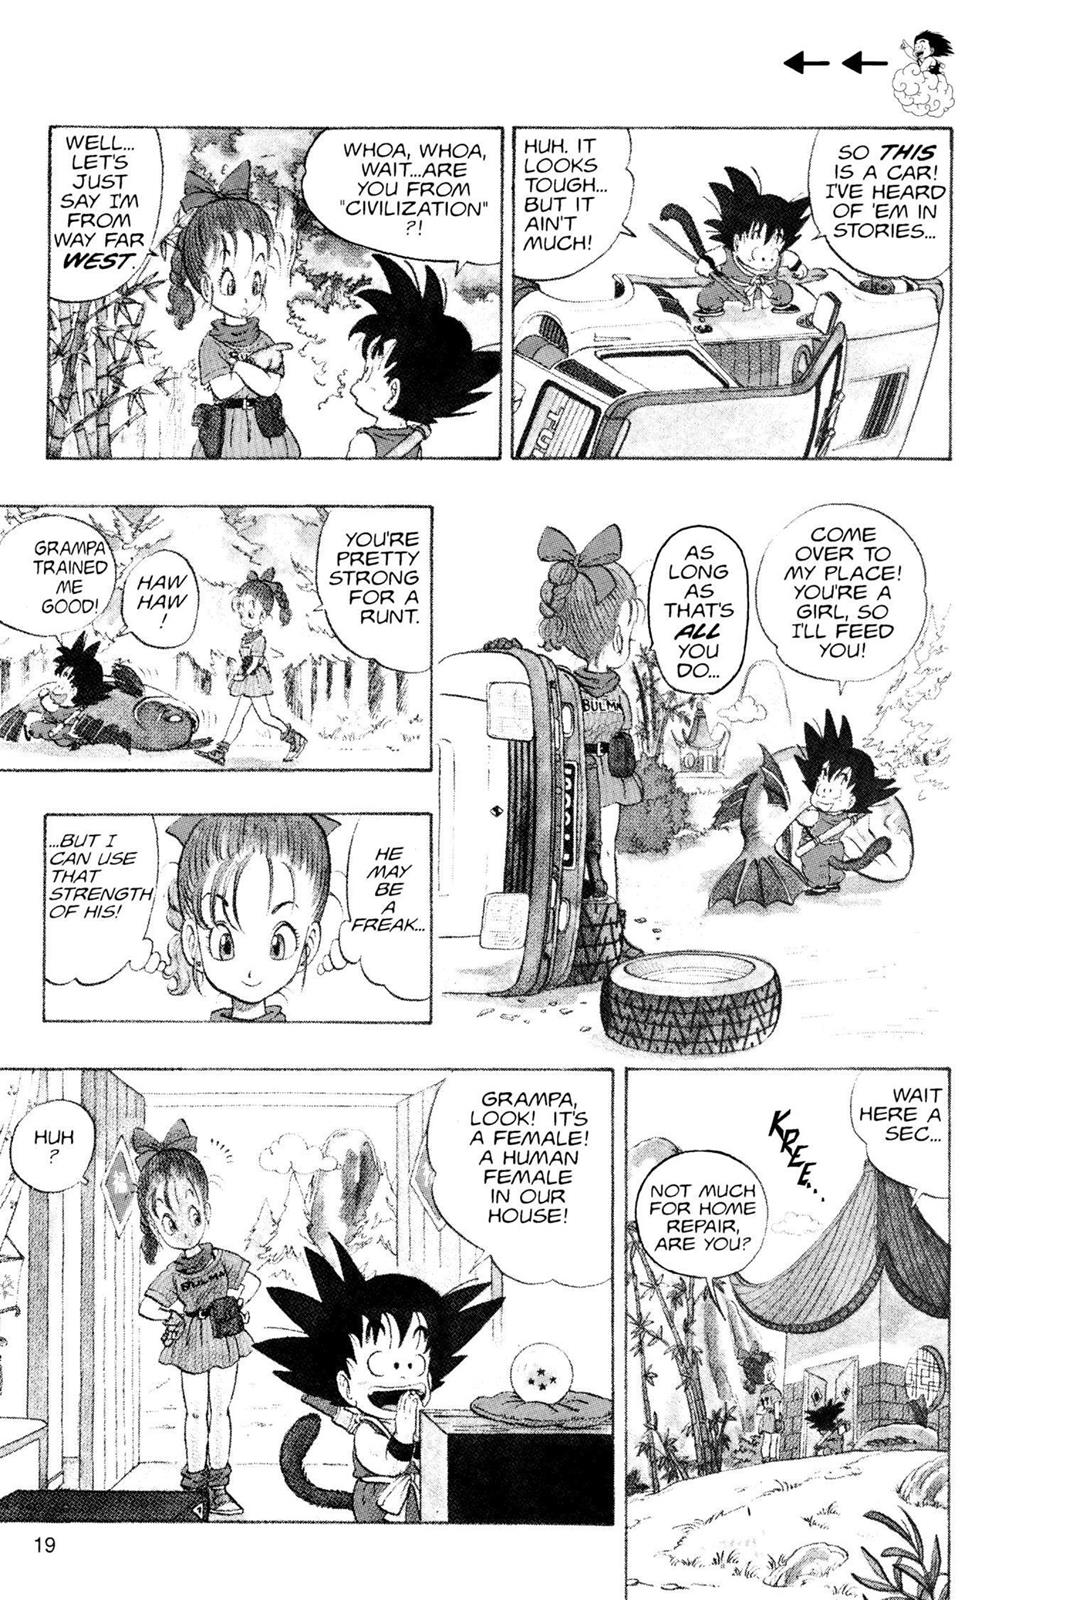 SO THIS
IS A CAR!
I'VE HEARD
OF 'EM IN
STORIES...
HUH. IT
LOOKS
TOUGH...
BUT IT
AIN'T
MUCH!
WHOA, WHOA,
WAIT...ARE
YOU FROM
"CIVILIZATION"
?!
WELL...
LET'S
JUST
SAY I'M
FROM
WAY FAR
WEST.
COME
OVER TO
MY PLACE!
YOU'RE A
GIRL, SO
I'LL FEED
YOU!
AS
LONG
AS
THAT'S
ALL
YOU
DO...
BULMA
YOU'RE
PRETTY
STRONG
FOR A
RUNT.
HAW
HAW
!
GRAMPA
TRAINED
ME
GOOD!
HE
MAY
BE
A
FREAK...
...BUT I
CAN USE
THAT
STRENGTH
OF HIS!
WAIT
HERE A
SEC...
KREE...
NOT MUCH
FOR HOME
REPAIR,
ARE YOU?
GRAMPA,
LOOK! IT'S
A FEMALE!
A HUMAN
FEMALE
IN OUR
HOUSE!
HUH
?
BULMA
19